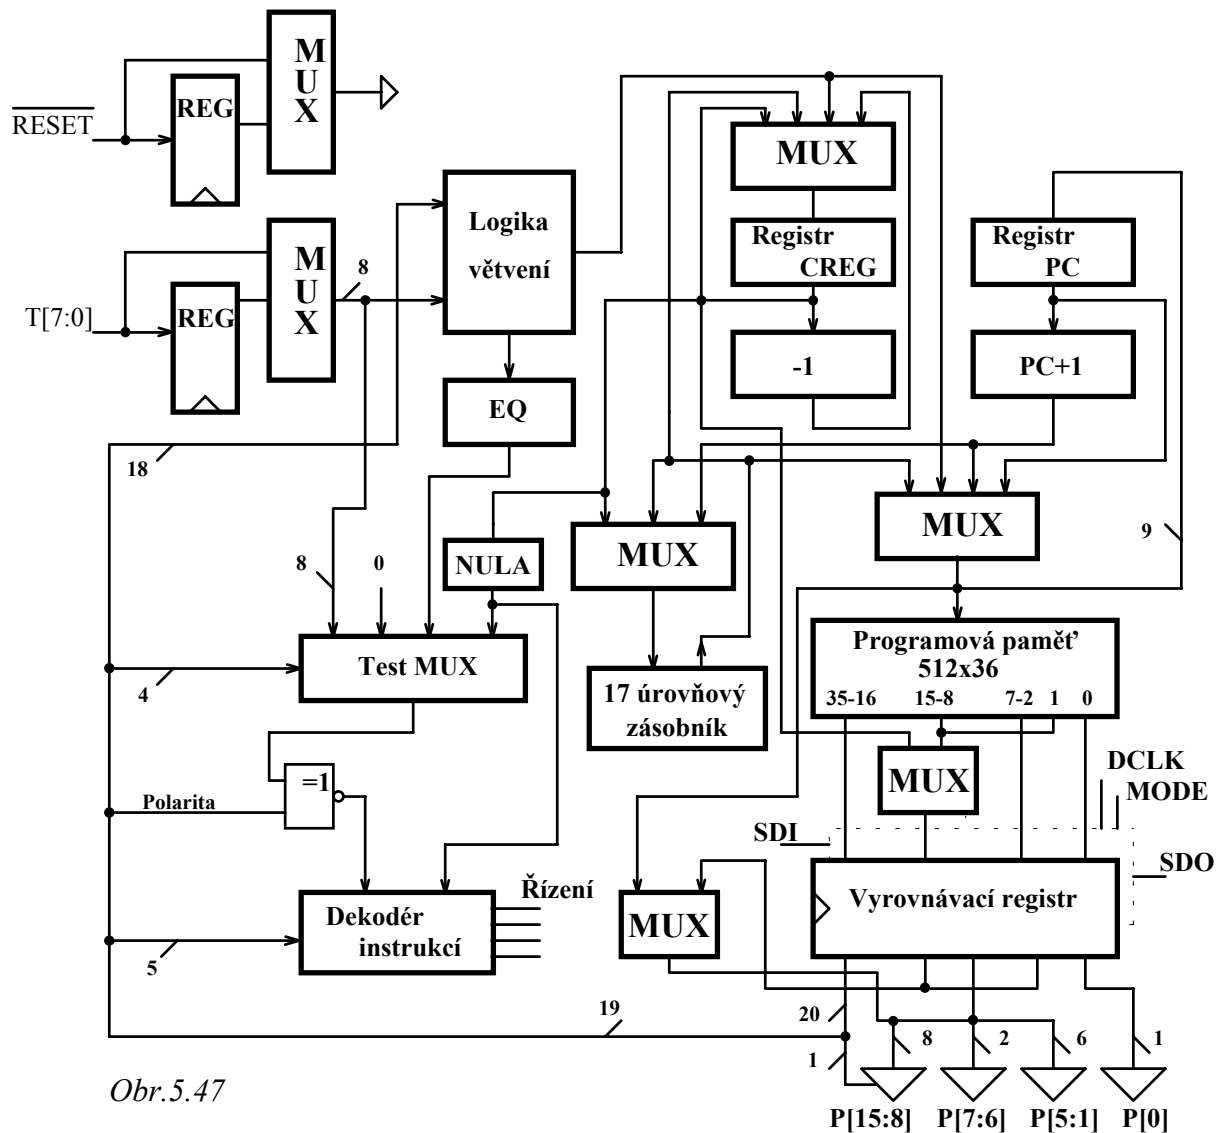 MUX
REG
RESET
MUX
REG
T[7:0]
8
Logika
větvení
EQ
MUX
Registr
CREG
-1
Registr
PC
PC+1
18
8
0
NULA
MUX
MUX
9
4
Test MUX
17 úrovňový
zásobník
Programová paměť
512x36
35-16 15-8 7-2 1 0
=1
Polarita
MUX
DCLK
MODE
SDI
SDO
Řízení
Dekodér
instrukcí
5
MUX
Vyrovnávací registr
19
20
1
8
2
6
1
P[15:8] P[7:6] P[5:1] P[0]
Obr.5.47